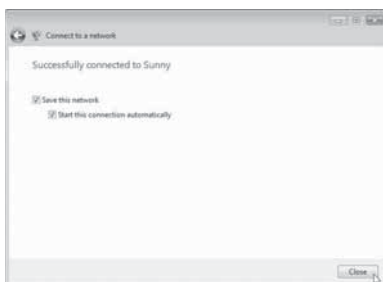 Connect to a network
Successfully connected to Sunny
Save this network
Start this connection automatically
Close